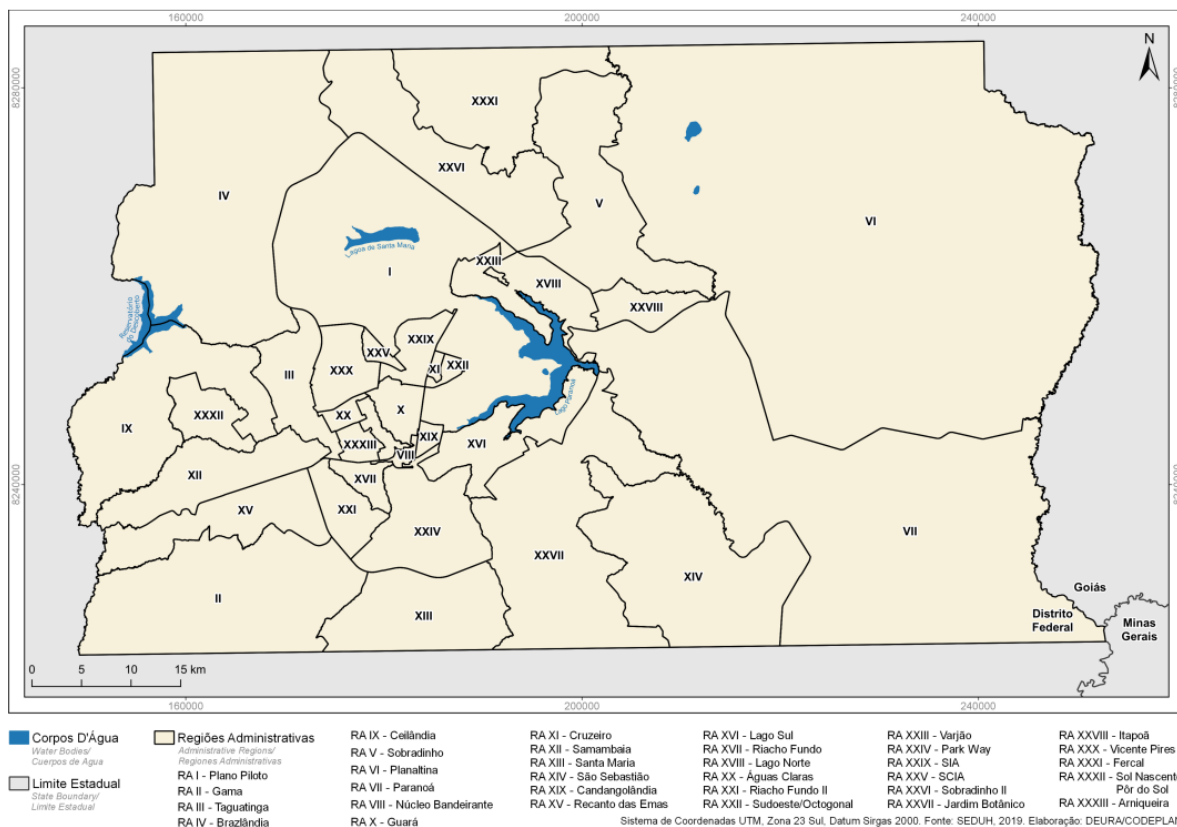 160000 200000 240000
N
8280000 8280000
XXXI
XXVI
IV
V
VI
Lagoa de Santa Maria
I
XXIII
XVIII
XXVIII
Reservatório
do Descoberto
XXIX
XXV
XI XXII
III
XXX
Lago Paranoá
XXXII
X
XX
IX
XIX
XXXIII
XVI
VIII
XII
XVII
8240000 8240000
XV
XXI
XXIV
VII
XXVII
XIV
Goiás
II
XIII
Distrito
Federal
Minas
Gerais
0 5 10 15 km
160000 200000 240000
Corpos D'Água
Water Bodies/
Cuerpos de Agua
Limite Estadual
State Boundary/
Limite Estadual
Regiões Administrativas
Administrative Regions/
Regiones Administrativas
RA I - Plano Piloto
RA II - Gama
RA III - Taguatinga
RA IV - Brazlândia
RA IX - Ceilândia
RA V - Sobradinho
RA VI - Planaltina
RA VII - Paranoá
RA VIII - Núcleo Bandeirante
RA X - Guará
RA XI - Cruzeiro
RA XII - Samambaia
RA XIII - Santa Maria
RA XIV - São Sebastião
RA XIX - Candangolândia
RA XV - Recanto das Emas
RA XVI - Lago Sul
RA XVII - Riacho Fundo
RA XVIII - Lago Norte
RA XX - Águas Claras
RA XXI - Riacho Fundo II
RA XXII - Sudoeste/Octogonal
RA XXIII - Varjão
RA XXIV - Park Way
RA XXIX - SIA
RA XXV - SCIA
RA XXVI - Sobradinho II
RA XXVII - Jardim Botânico
RA XXVIII - Itapoã
RA XXX - Vicente Pires
RA XXXI - Fercal
RA XXXII - Sol Nascente
Pôr do Sol
RA XXXIII - Arniqueira
Sistema de Coordenadas UTM, Zona 23 Sul, Datum Sirgas 2000. Fonte: SEDUH, 2019. Elaboração: DEURA/CODEPLAN